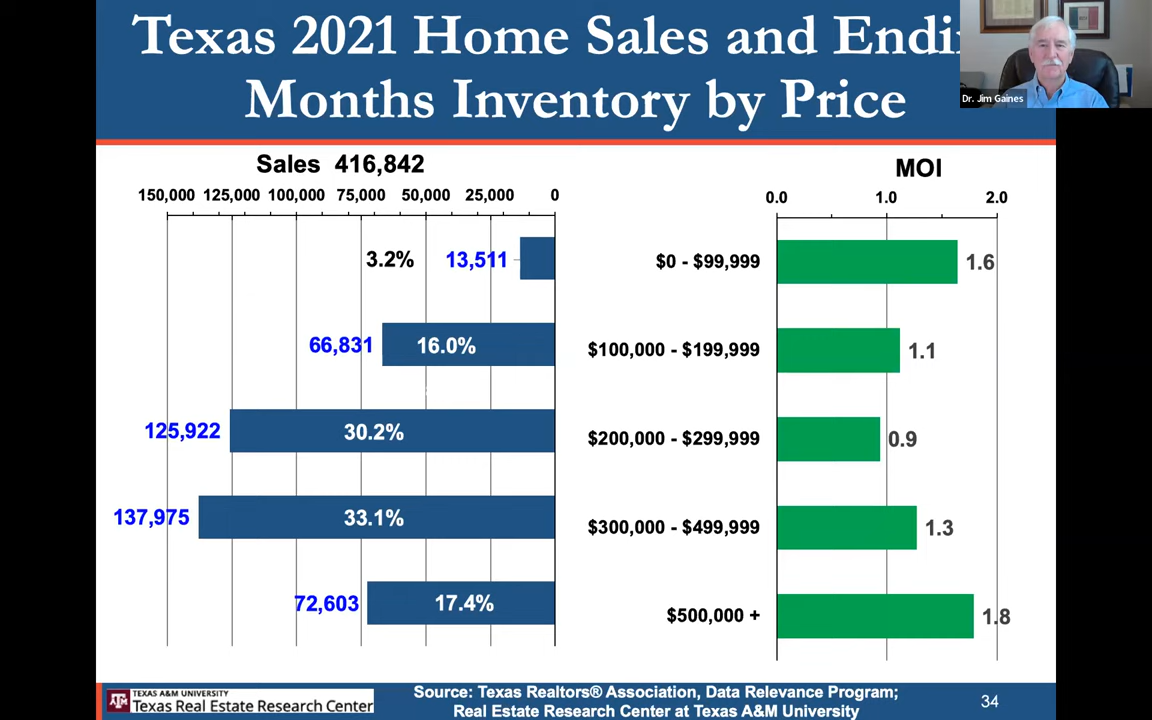 Texas 2021 Home Sales and Endi
Months Inventory by Price
Dr. Jim Gaines
Sales 416,842
150,000 125,000 100,000 75,000 50,000 25,000 0
MOI
0.0 1.0 2.0
3.2% 13,511 $0 - $99,999 1.6
66,831 16.0% $100,000 - $199,999 1.1
125,922 30.2% $200,000 - $299,999 0.9
137,975 33.1% $300,000 - $499,999 1.3
72,603 17.4% $500,000 + 1.8
ATM
TEXAS A&M UNIVERSITY
Texas Real Estate Research Center
Source: Texas Realtors® Association, Data Relevance Program;
Real Estate Research Center at Texas A&M University
34